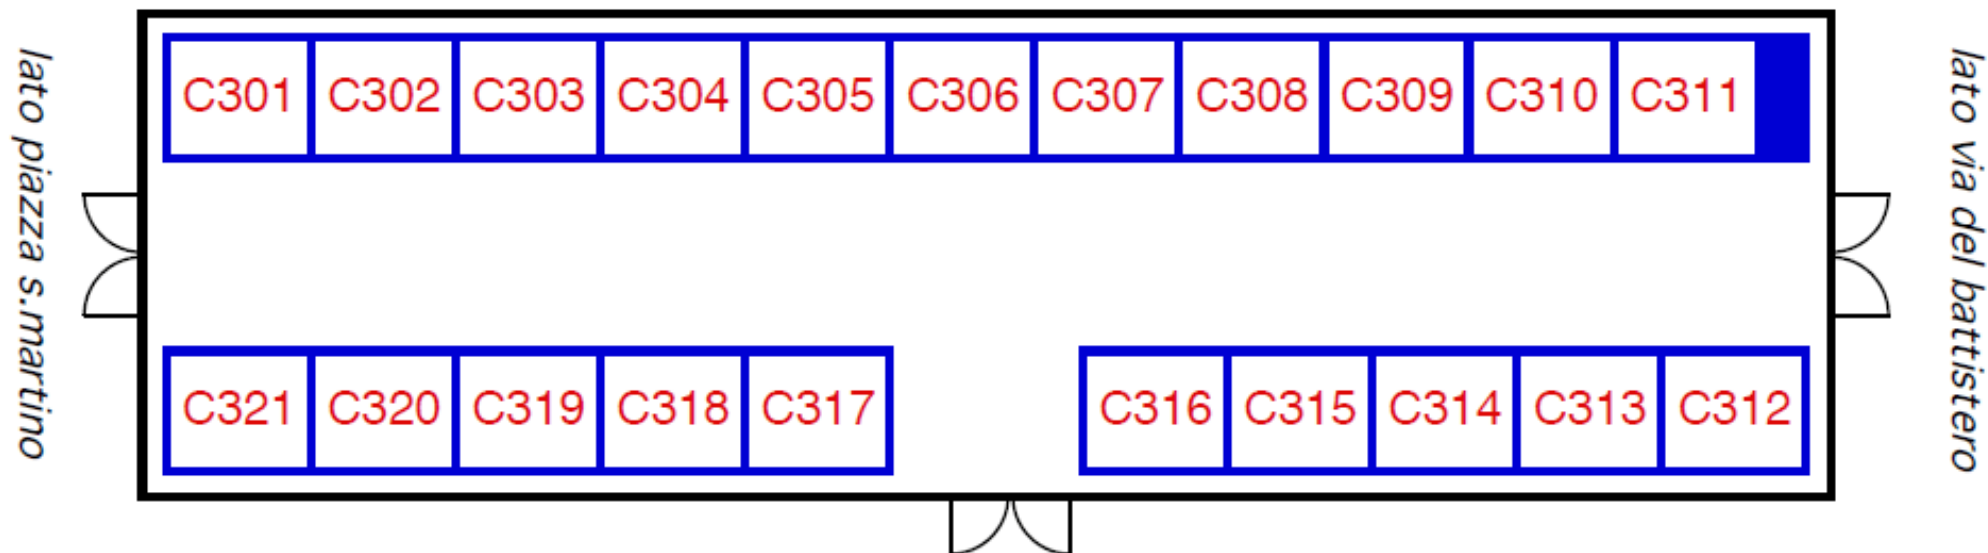 lato piazza s.martino
C301 C302 C303 C304 C305 C306 C307 C308 C309 C310 C311
C321 C320 C319 C318 C317 C316 C315 C314 C313 C312
lato via del battistero